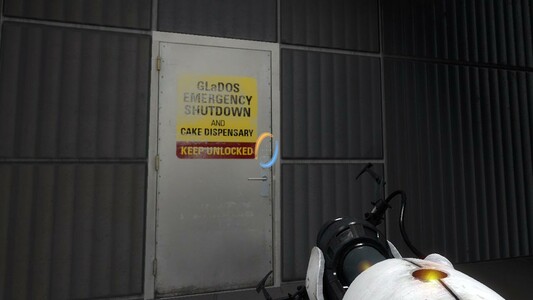 GLaDOS
EMERGENCY
SHUTDOWN
AND
CAKE DISPENSARY
KEEP UNLOCKED